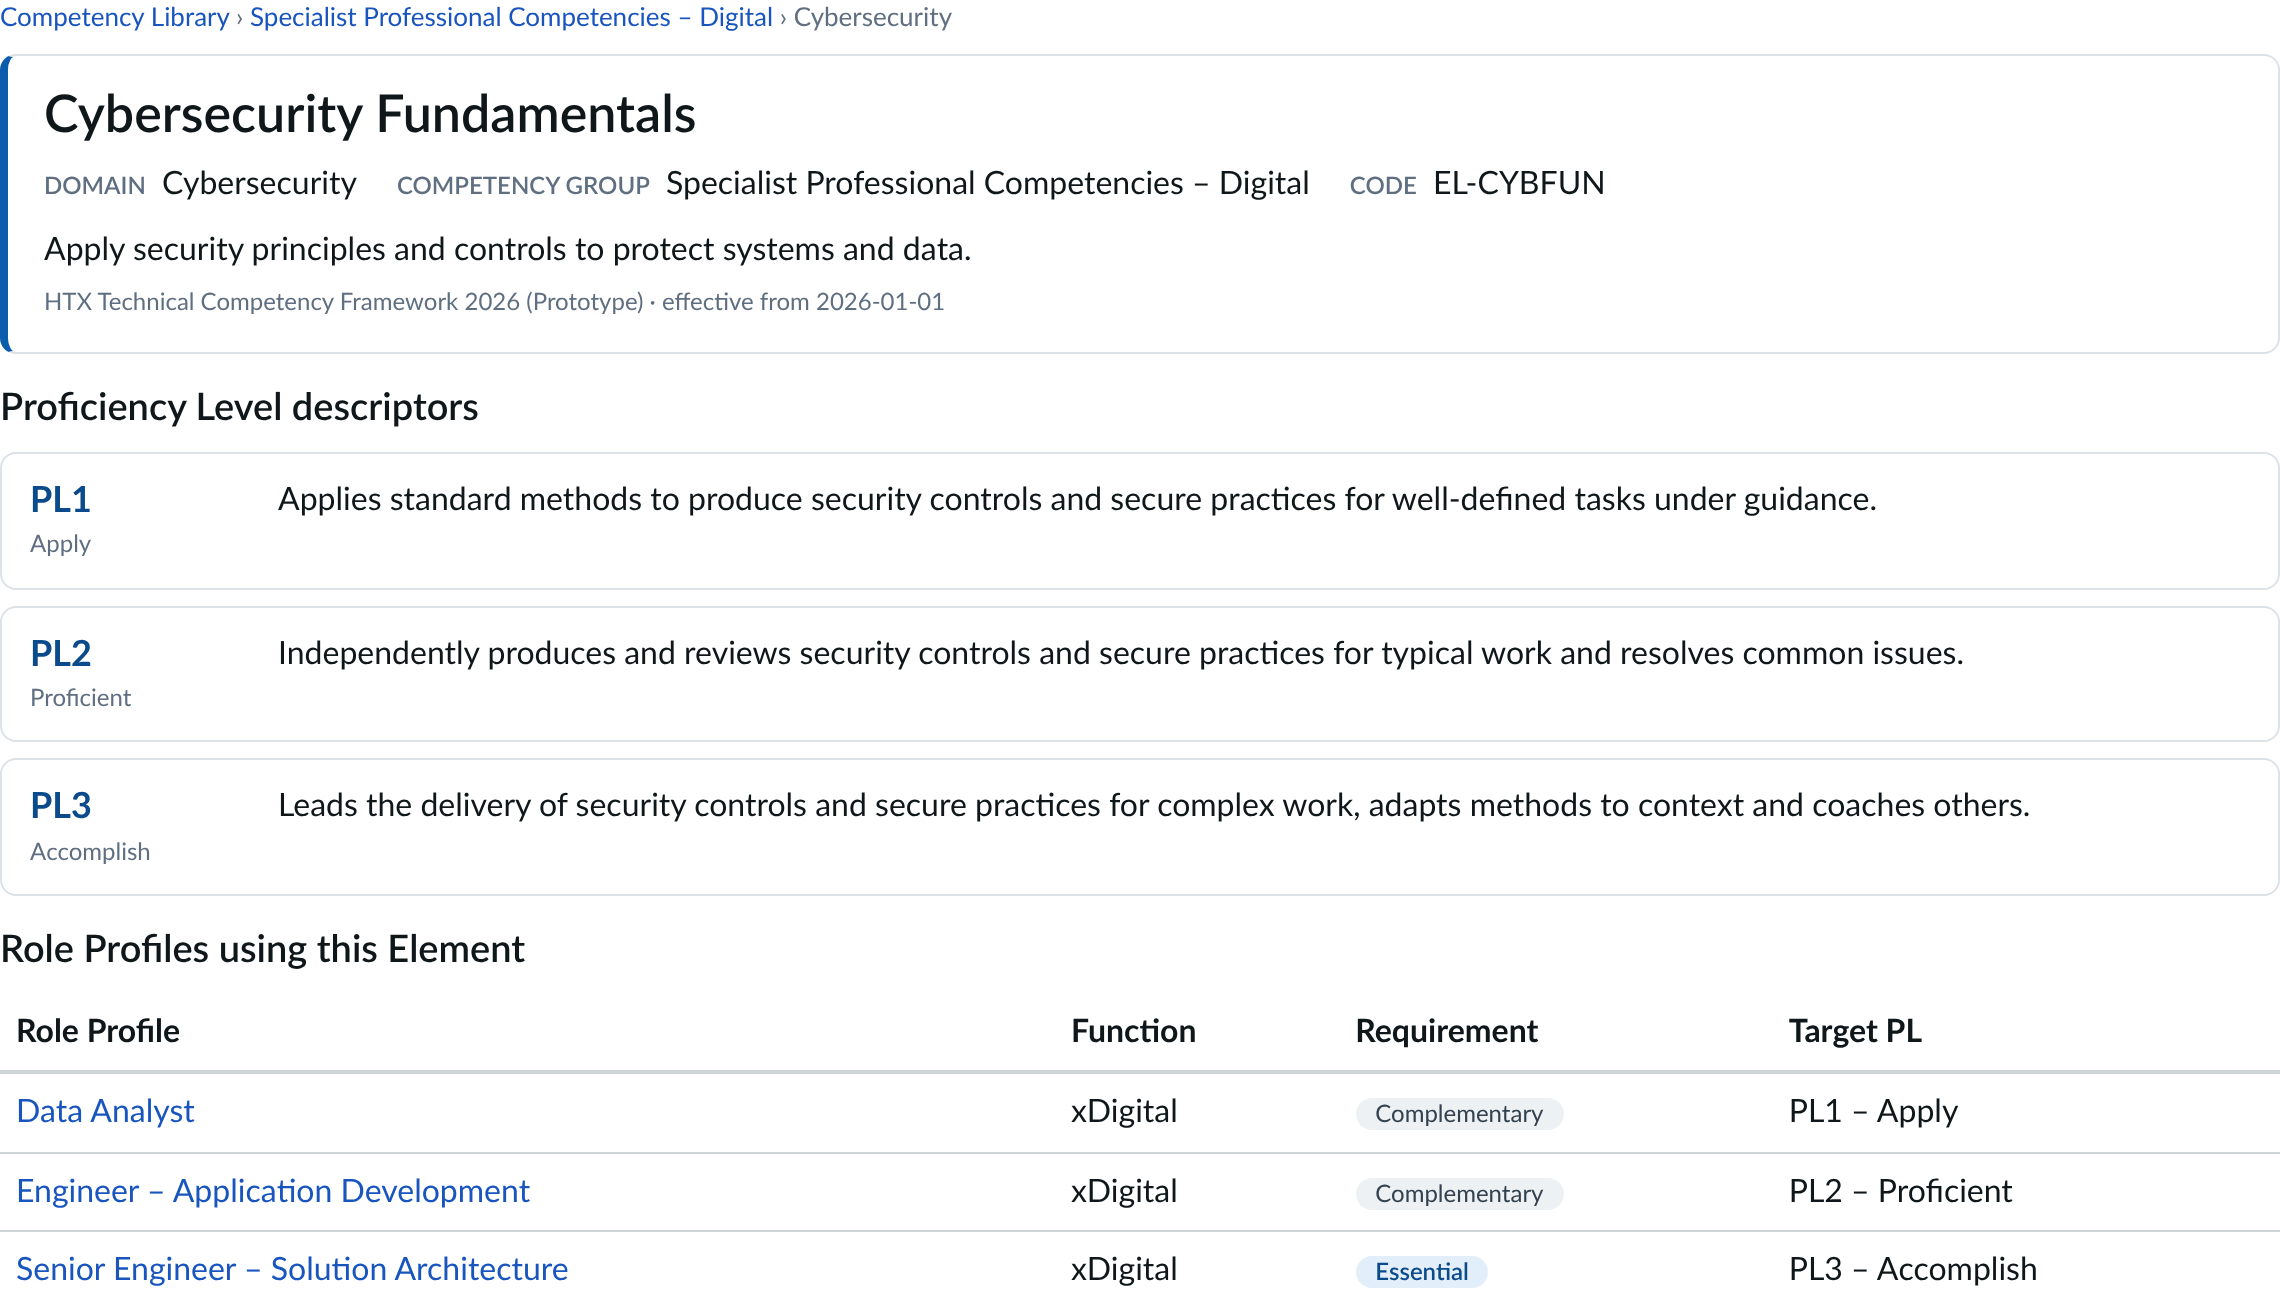 Competency Library › Specialist Professional Competencies – Digital › Cybersecurity
Cybersecurity Fundamentals
DOMAIN Cybersecurity COMPETENCY GROUP Specialist Professional Competencies – Digital CODE EL-CYBFUN
Apply security principles and controls to protect systems and data.
HTX Technical Competency Framework 2026 (Prototype) · effective from 2026-01-01
Proficiency Level descriptors
PL1 Applies standard methods to produce security controls and secure practices for well-defined tasks under guidance.
Apply
PL2 Independently produces and reviews security controls and secure practices for typical work and resolves common issues.
Proficient
PL3 Leads the delivery of security controls and secure practices for complex work, adapts methods to context and coaches others.
Accomplish
Role Profiles using this Element
Role Profile Function Requirement Target PL
Data Analyst xDigital Complementary PL1 – Apply
Engineer – Application Development xDigital Complementary PL2 – Proficient
Senior Engineer – Solution Architecture xDigital Essential PL3 – Accomplish